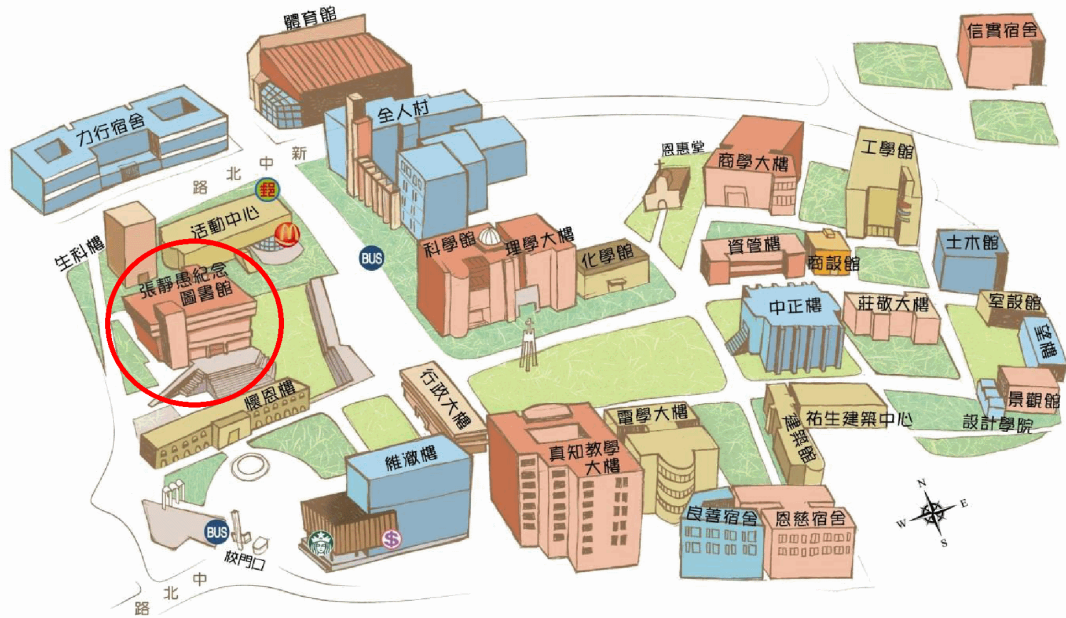 體育館
信實宿舍
全人村
力行宿舍
新中北路
郵
恩惠堂
商學大樓
工學館
活動中心
生科樓
科學館
理學大樓
化學館
資管樓
商設館
土木館
BUS
張靜愚紀念
圖書館
中正樓
莊敬大樓
室設館
望樓
景觀館
設計學院
懷恩樓
行政大樓
電學大樓
建築館
祐生建築中心
真知教學
大樓
維澈樓
良善宿舍
恩慈宿舍
N
W
E
S
BUS
$
校門口
中北路